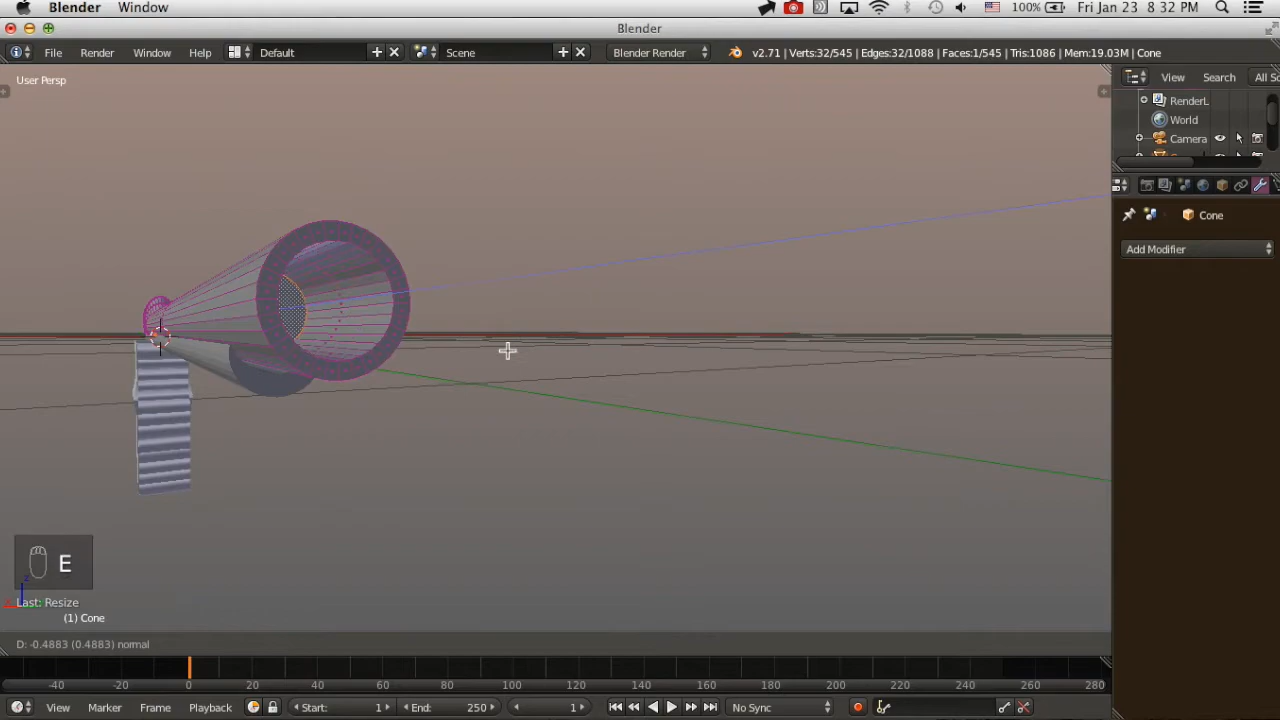 Blender Window 100% Fri Jan 23 8:32 PM
Blender
File Render Window Help Default Scene Blender Render v2.71 | Verts:32/545 | Edges:32/1088 | Faces:1/545 | Tris:1086 | Mem:19.03M | Cone
User Persp
View Search All Sc
RenderL
World
Camera
Cone
Add Modifier
E
z
Last: Resize
(1) Cone
D: -0.4883 (0.4883) normal
-40 -20 0 20 40 60 80 100 120 140 160 180 200 220 240 260 280
View Marker Frame Playback Start: 1 End: 250 1 No Sync